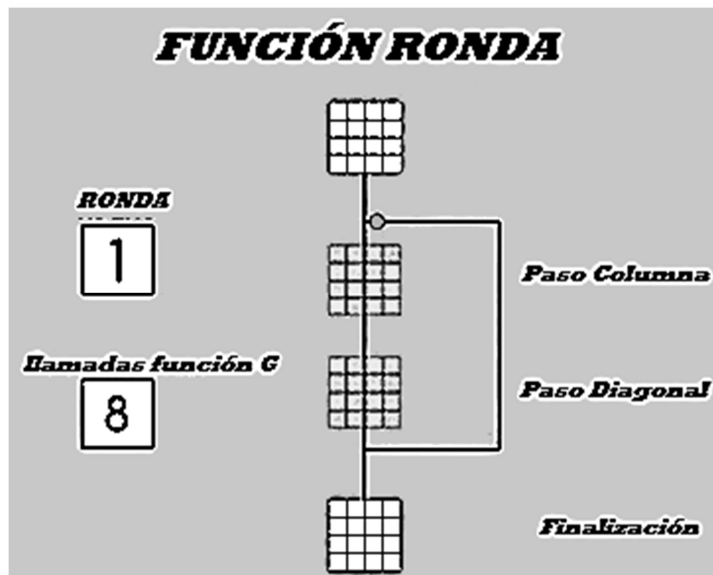 FUNCIÓN RONDA
RONDA
1
Paso Columna
llamadas función G
8
Paso Diagonal
Finalización